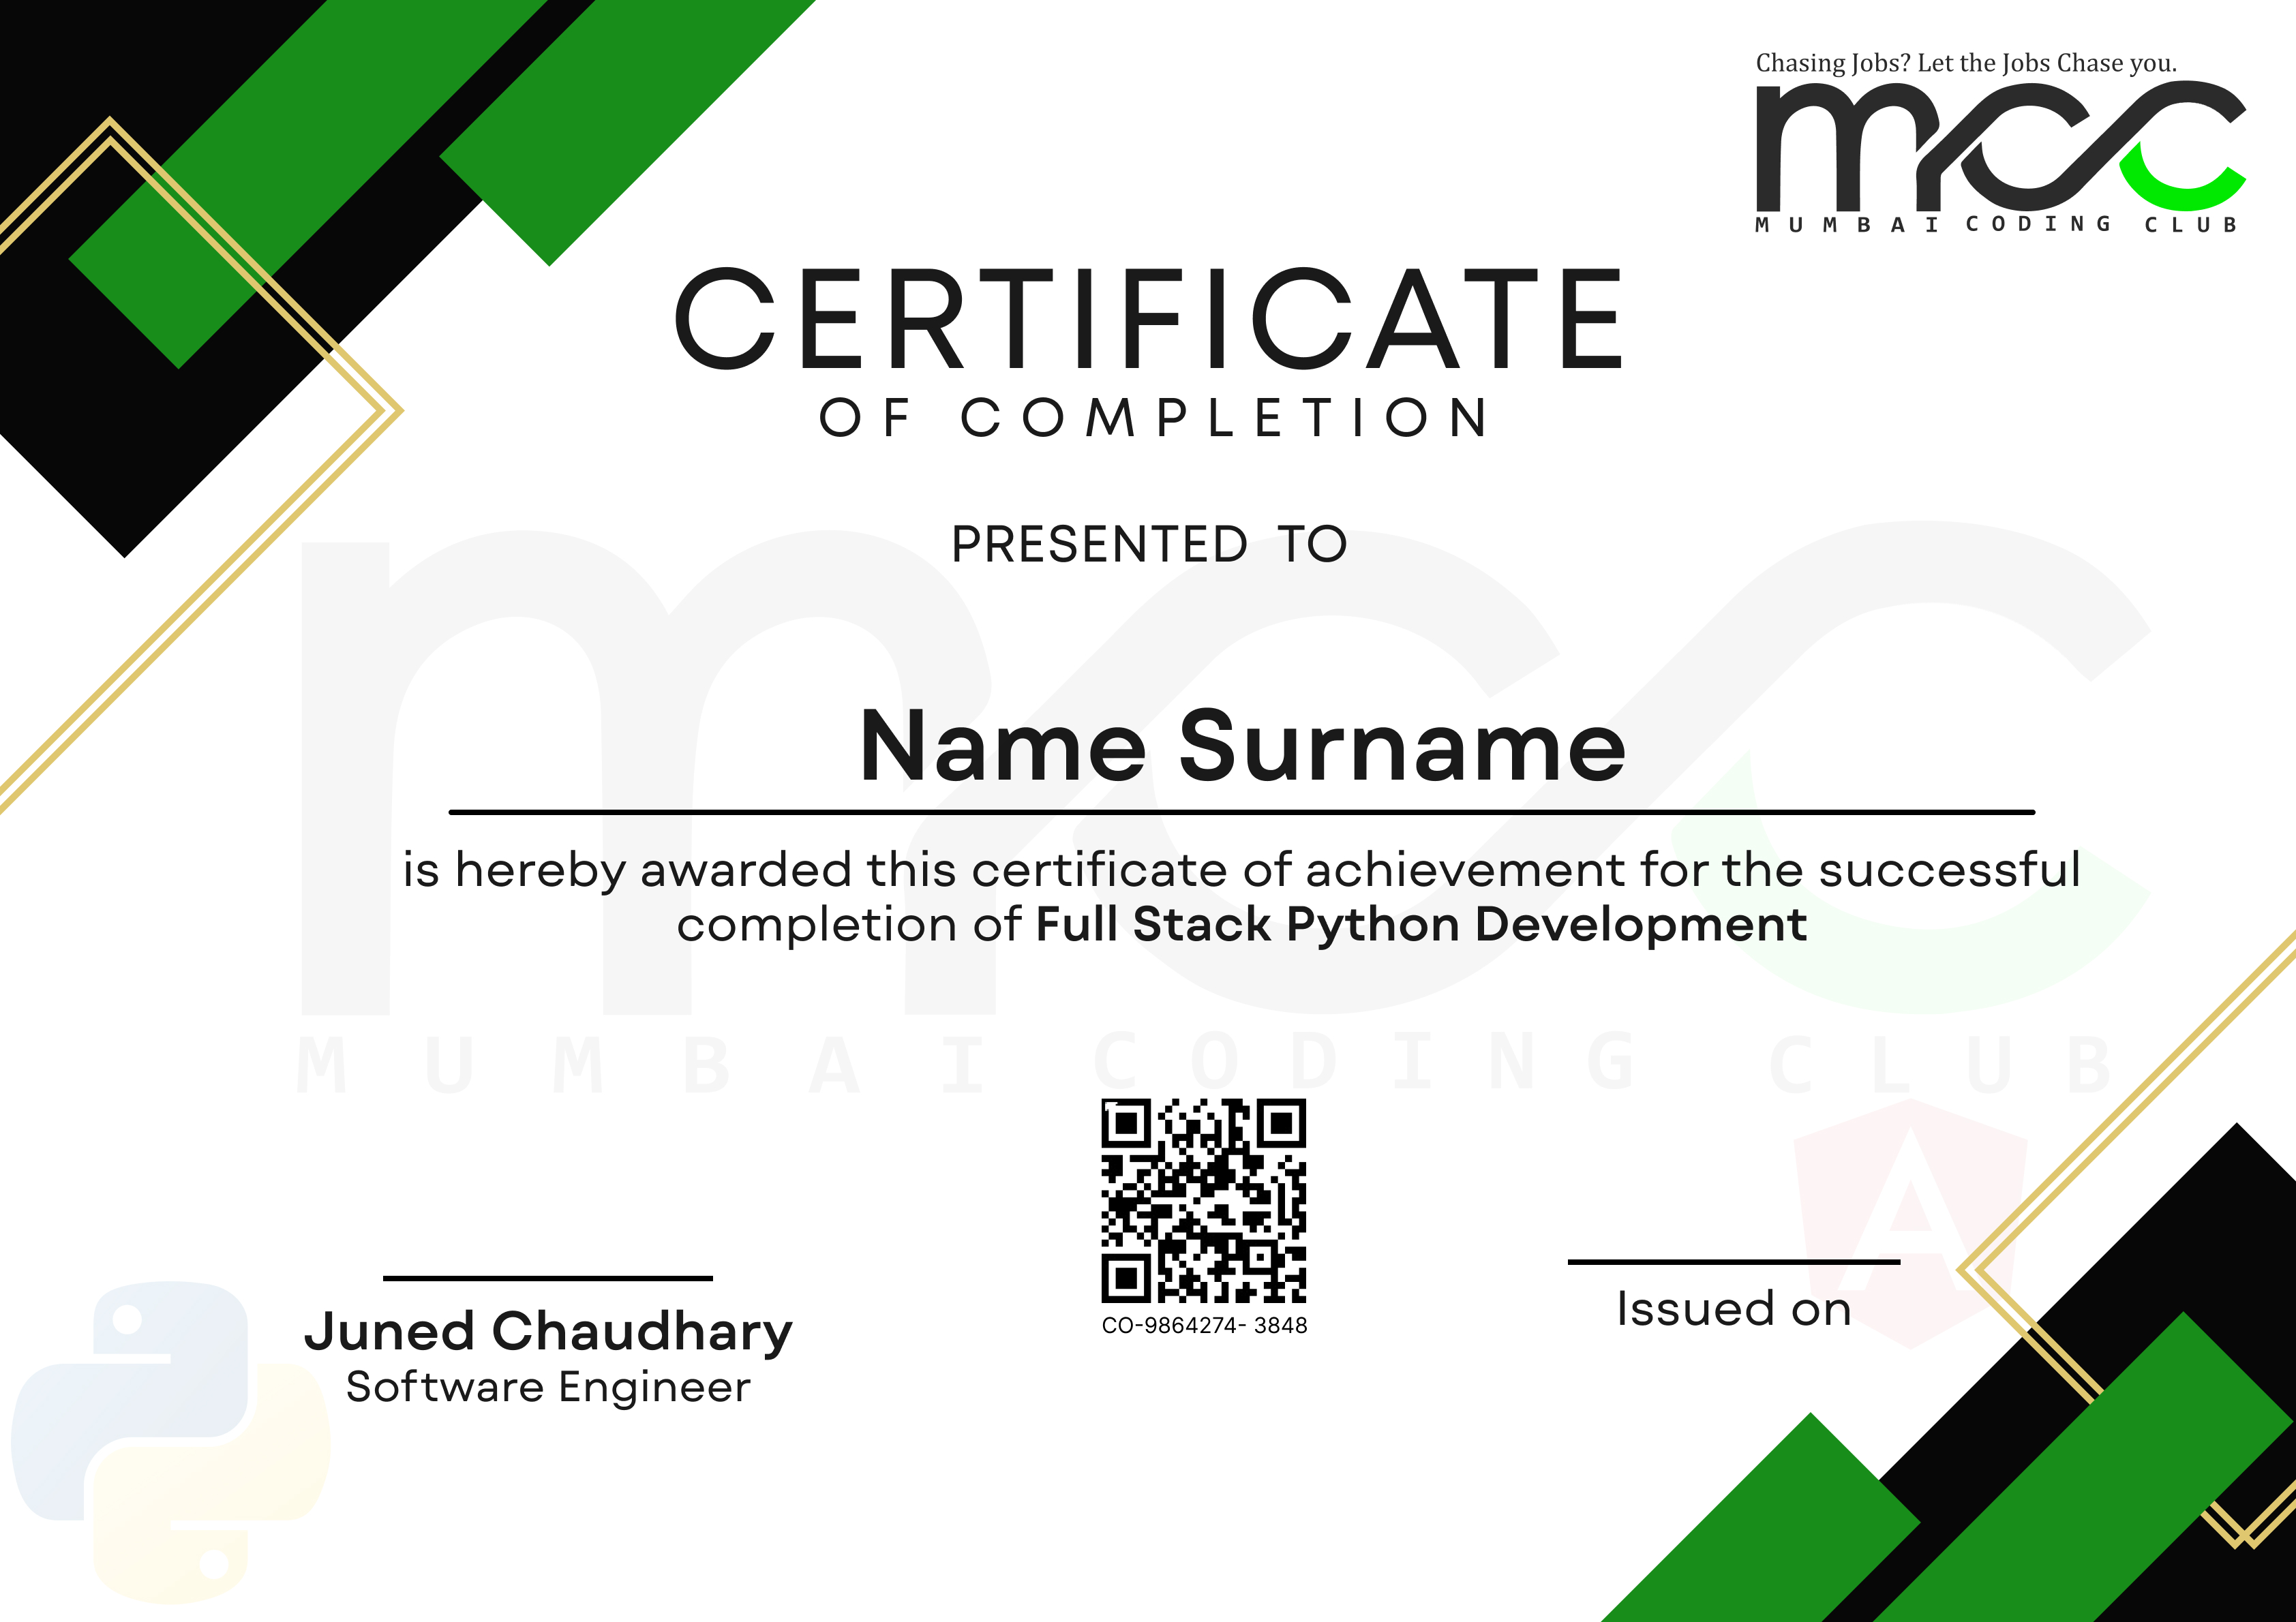 Chasing Jobs? Let the Jobs Chase you.
mcc
MUMBAI CODING CLUB
CERTIFICATE
OF COMPLETION
PRESENTED TO
mcc
Name Surname
is hereby awarded this certificate of achievement for the successful
completion of Full Stack Python Development
MUMBAI CODING CLUB
CO-9864274- 3848
A
Juned Chaudhary
Software Engineer
Issued on